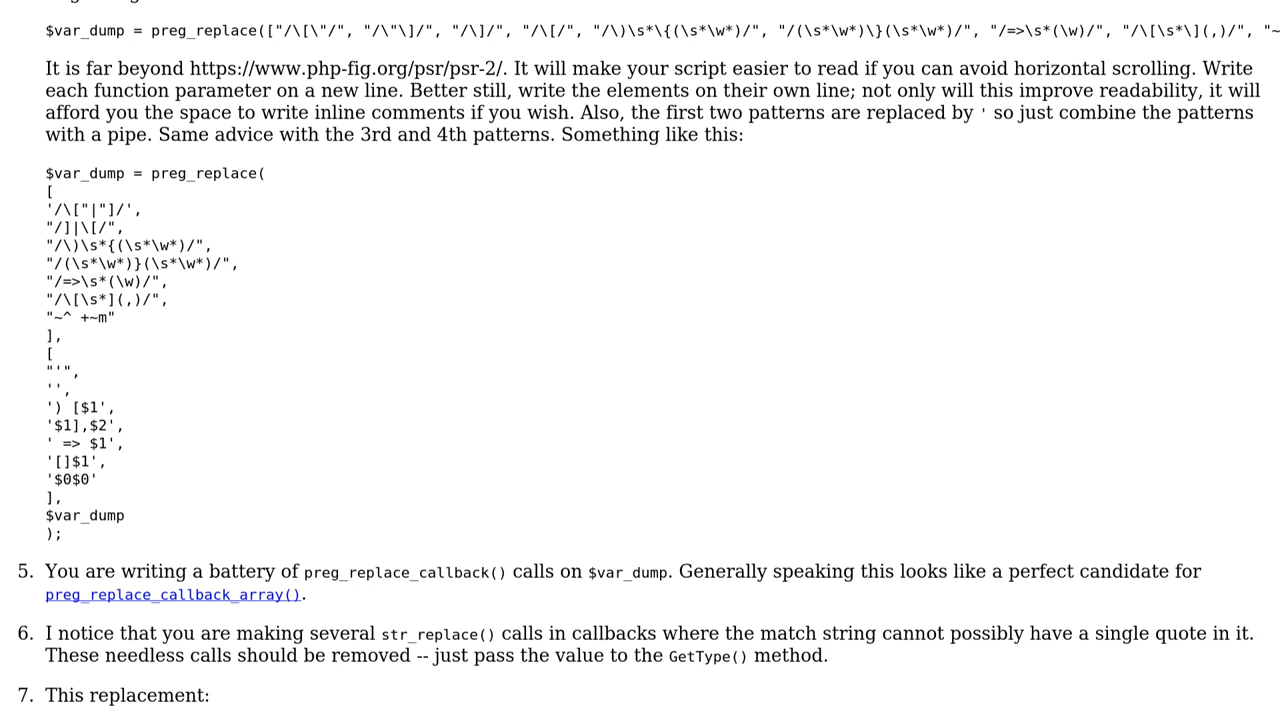 $var_dump = preg_replace(["/\[\"/", "/\"\]/", "/\]/", "/\[/", "/\)\s*\{(\s*\w*)/", "/(\s*\w*)\}(\s*\w*)/", "/=>\s*(\w)/", "/\[\s*\](,)/", "~
It is far beyond https://www.php-fig.org/psr/psr-2/. It will make your script easier to read if you can avoid horizontal scrolling. Write
each function parameter on a new line. Better still, write the elements on their own line; not only will this improve readability, it will
afford you the space to write inline comments if you wish. Also, the first two patterns are replaced by ' so just combine the patterns
with a pipe. Same advice with the 3rd and 4th patterns. Something like this:
$var_dump = preg_replace(
[
'/\["|"]/',
"/]|\[/",
"/\)\s*{(\s*\w*)/",
"/(\s*\w*)}(\s*\w*)/",
"/=>\s*(\w)/",
"/\[\s*](,)/",
"~^ +~m"
],
[
"'",
'',
') [$1',
'$1],$2',
' => $1',
'[]$1',
'$0$0'
],
$var_dump
);
5. You are writing a battery of preg_replace_callback() calls on $var_dump. Generally speaking this looks like a perfect candidate for
preg_replace_callback_array().
6. I notice that you are making several str_replace() calls in callbacks where the match string cannot possibly have a single quote in it.
These needless calls should be removed -- just pass the value to the GetType() method.
7. This replacement: